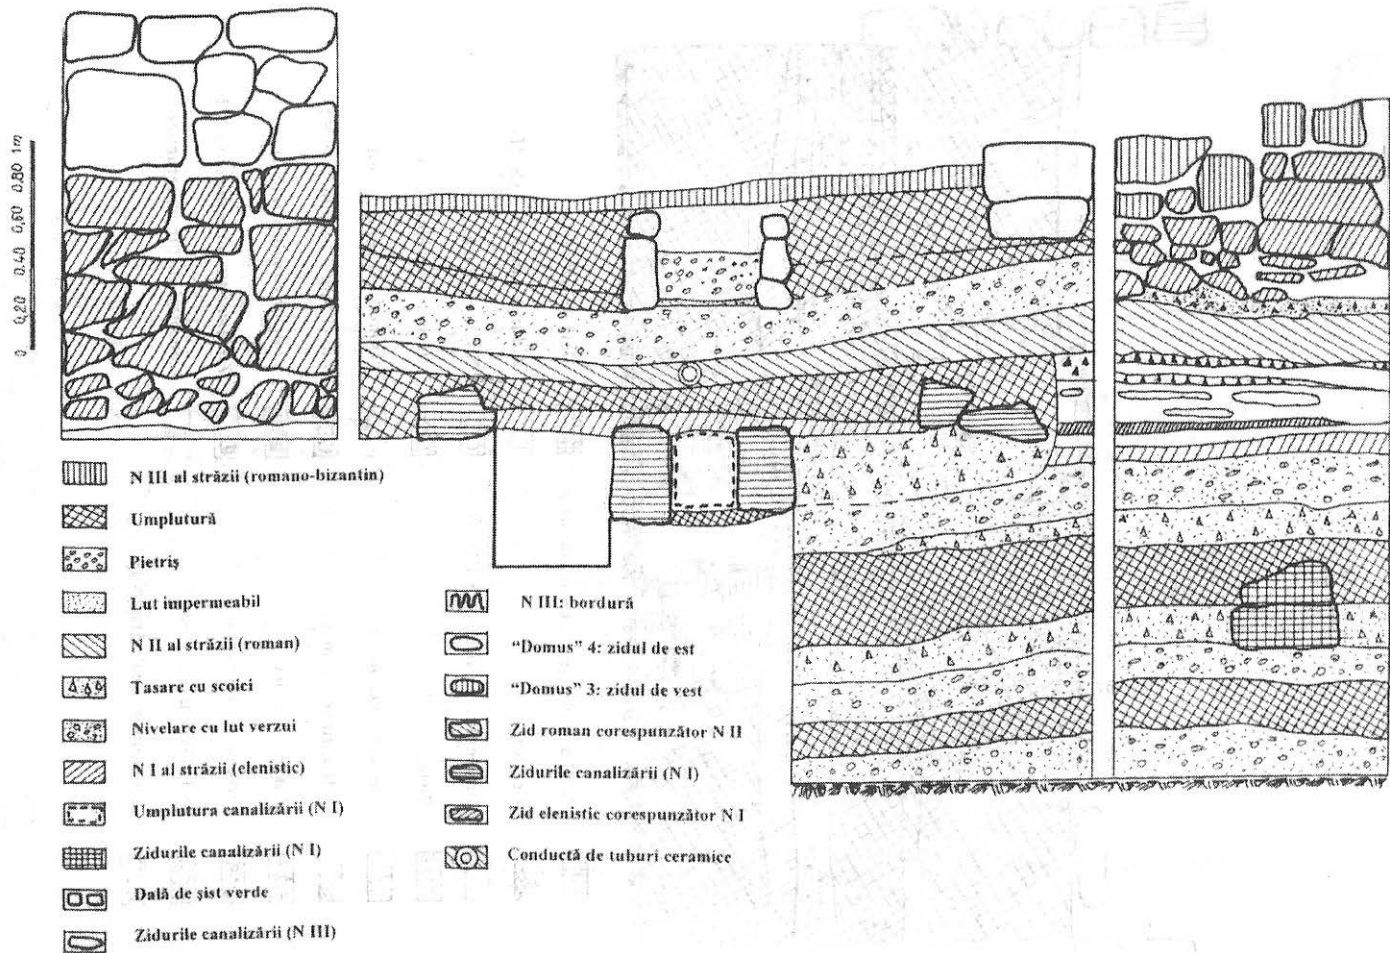 0 0,20 0,40 0,60 0,80 1m
N III al străzii (romano-bizantin)
Umplutură
Pietriş
Lut impermeabil
N II al străzii (roman)
Tasare cu scoici
Nivelare cu lut verzui
N I al străzii (elenistic)
Umplutura canalizării (N I)
Zidurile canalizării (N I)
Dală de şist verde
Zidurile canalizării (N III)
N III: bordură
"Domus" 4: zidul de est
"Domus" 3: zidul de vest
Zid roman corespunzător N II
Zidurile canalizării (N I)
Zid elenistic corespunzător N I
Conductă de tuburi ceramice